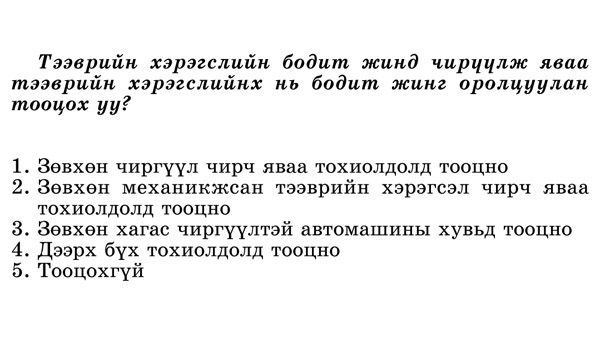 Тээврийн хэрэгслийн бодит жинд чирүүлж яваа
тээврийн хэрэгслийнх нь бодит жинг оролцуулан
тооцох уу?
1. Зөвхөн чиргүүл чирч яваа тохиолдолд тооцно
2. Зөвхөн механикжсан тээврийн хэрэгсэл чирч яваа
тохиолдолд тооцно
3. Зөвхөн хагас чиргүүлтэй автомашины хувьд тооцно
4. Дээрх бүх тохиолдолд тооцно
5. Тооцохгүй